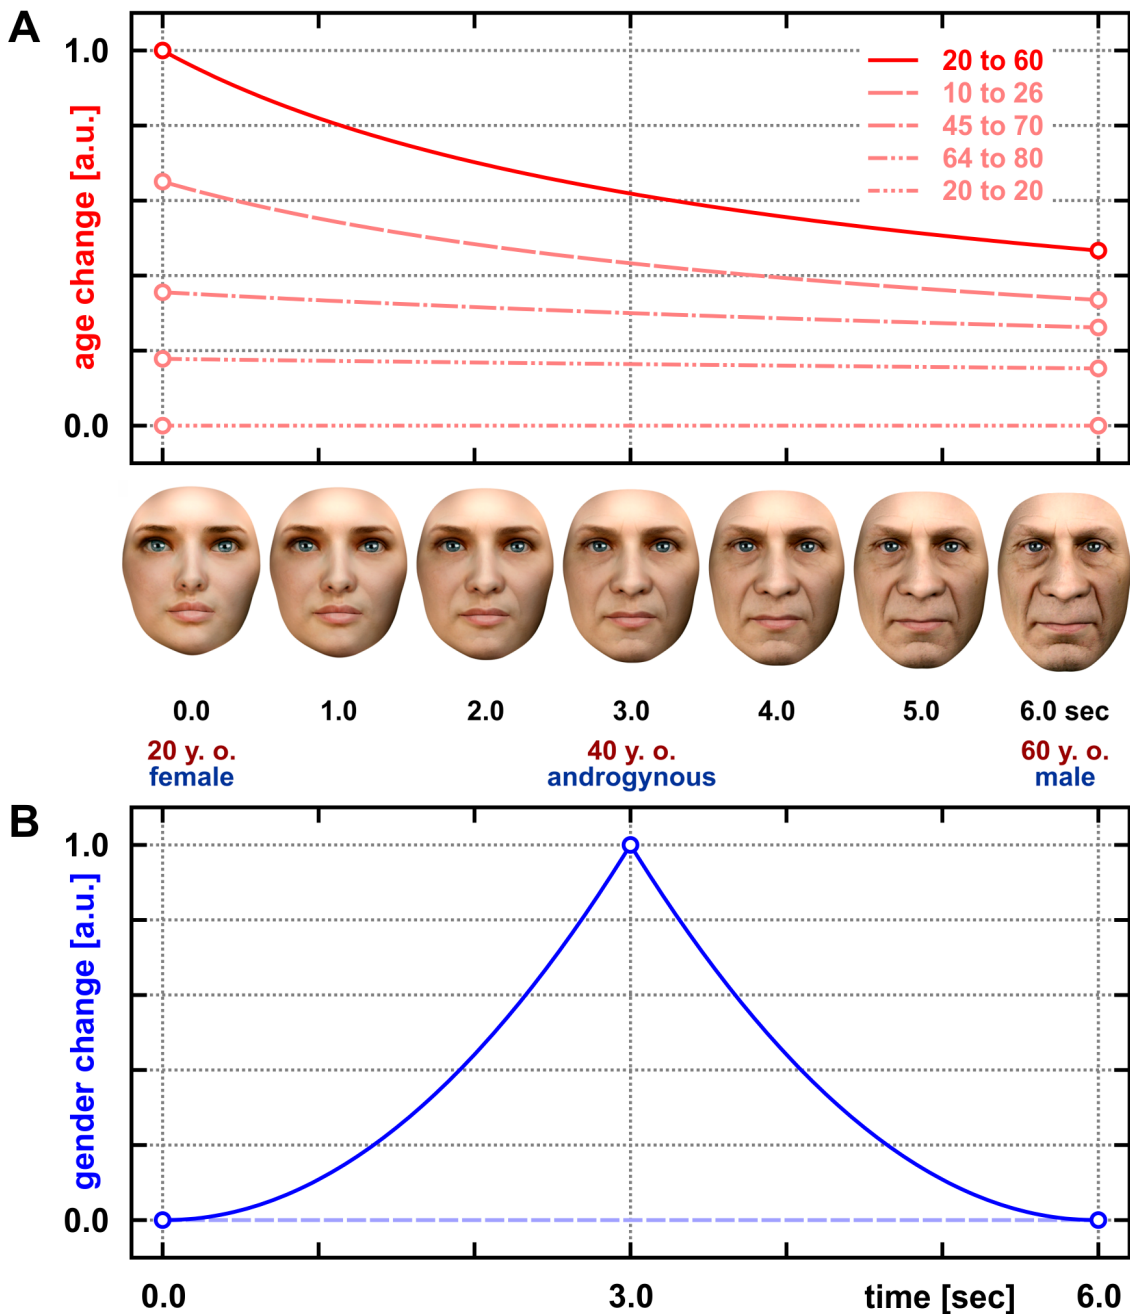 A
1.0
0.0
age change [a.u.]
20 to 60
10 to 26
45 to 70
64 to 80
20 to 20
0.0 1.0 2.0 3.0 4.0 5.0 6.0 sec
20 y. o. 40 y. o. 60 y. o.
female androgynous male
B
1.0
0.0
gender change [a.u.]
0.0 3.0 time [sec] 6.0